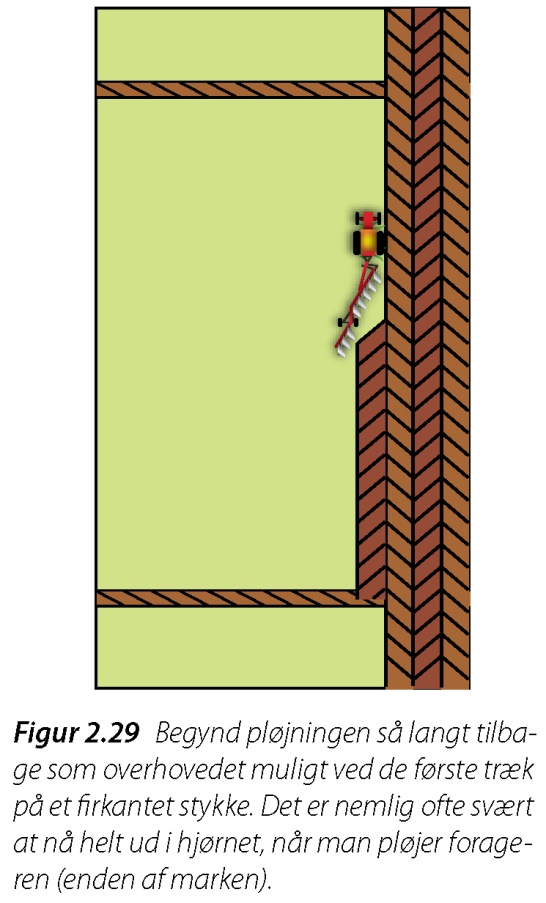 Figur 2.29 Begynd pløjningen så langt tilba-
ge som overhovedet muligt ved de første træk
på et firkantet stykke. Det er nemlig ofte svært
at nå helt ud i hjørnet, når man pløjer forage-
ren (enden af marken).